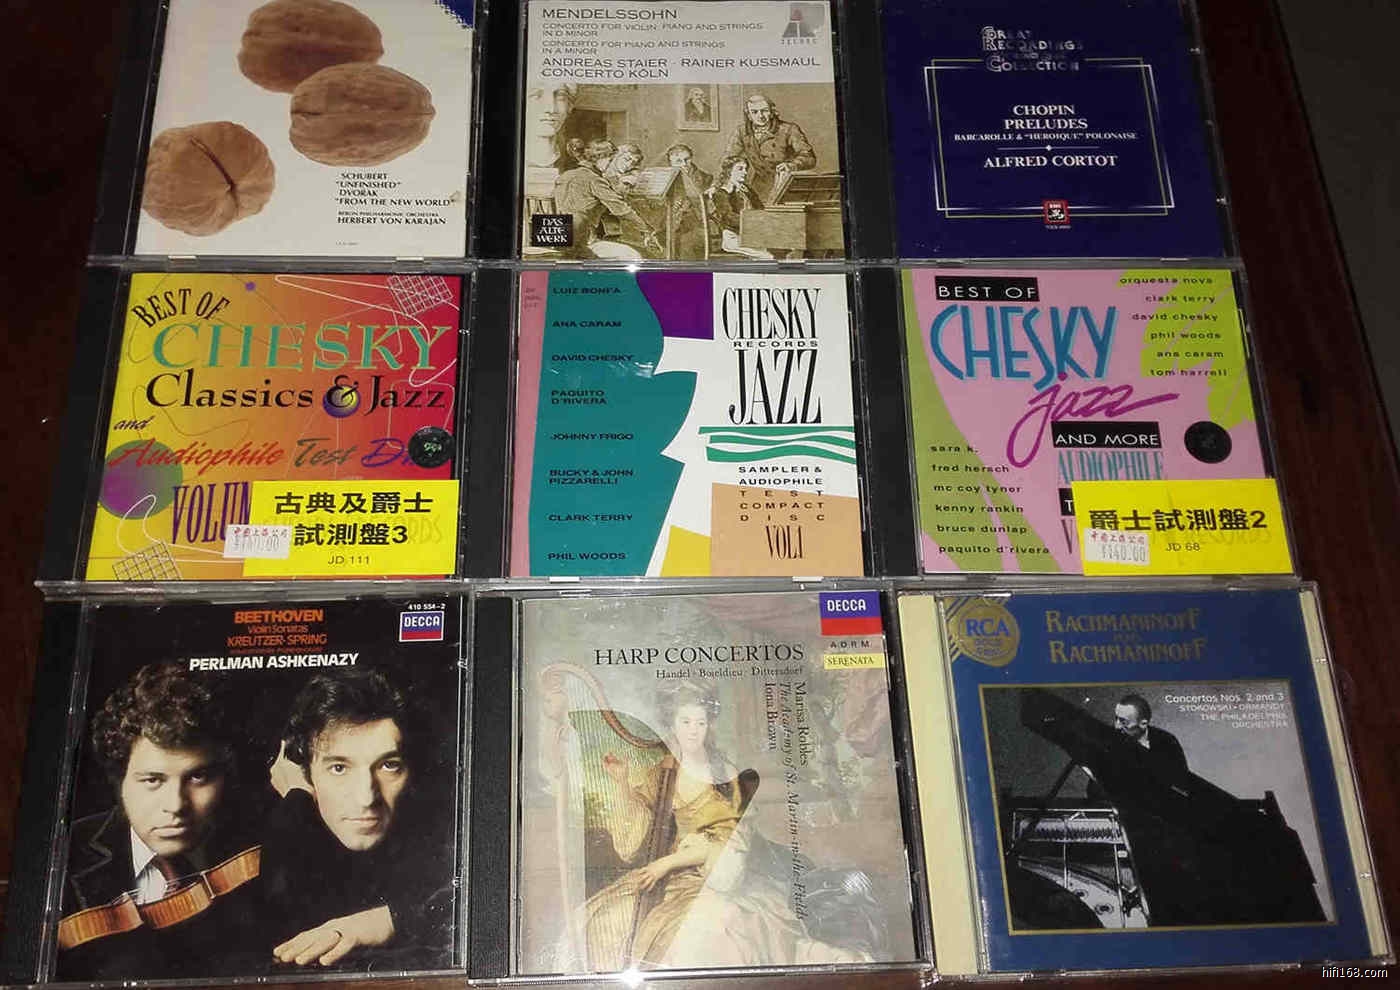 SCHUBERT
"UNFINISHED"
DVORAK
"FROM THE NEW WORLD"
BERLIN PHILHARMONIC ORCHESTRA
HERBERT VON KARAJAN
MENDELSSOHN
CONCERTO FOR VIOLIN, PIANO AND STRINGS
IN D MINOR
CONCERTO FOR PIANO AND STRINGS
IN A MINOR
ANDREAS STAIER · RAINER KUSSMAUL
CONCERTO KÖLN
TELDEC
DAS
ALTE
WERK
GREAT
RECORDINGS
COLLECTION
CHOPIN
PRELUDES
BARCAROLLE & "HEROIQUE" POLONAISE
ALFRED CORTOT
EMI
BEST OF
CHESKY
Classics & Jazz
and
Audiophile Test
VOLUM
古典及爵士
試測盤3
JD 111
¥140.00
LUIZ BONFA
ANA CARAM
DAVID CHESKY
PAQUITO
D'RIVERA
JOHNNY FRIGO
BUCKY & JOHN
PIZZARELLI
CLARK TERRY
PHIL WOODS
CHESKY
RECORDS
JAZZ
SAMPLER &
AUDIOPHILE
TEST
COMPACT
DISC
VOL1
BEST OF
CHESKY
jazz
AND MORE
AUDIOPHILE
orquesta nova
clark terry
david chesky
phil woods
ana caram
tom harrell
sara k.
fred hersch
mc coy tyner
kenny rankin
bruce dunlap
paquito d'rivera
爵士試測盤2
JD 68
¥140.00
410 554-2
DECCA
BEETHOVEN
Violin Sonatas
KREUTZER·SPRING
PERLMAN ASHKENAZY
DECCA
ADRM
SERENATA
HARP CONCERTOS
Handel · Boieldieu · Dittersdorf
Marisa Robles
The Academy of St. Martin-in-the-Fields
Iona Brown
RCA
RACHMANINOFF
PLAYS
RACHMANINOFF
Concertos Nos. 2 and 3
STOKOWSKI · ORMANDY
THE PHILADELPHIA
ORCHESTRA
hifi168.com